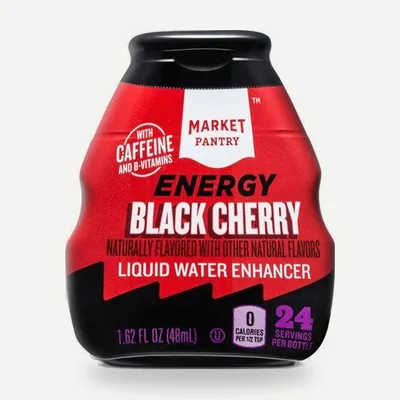 MARKET
PANTRY
™
WITH
CAFFEINE
AND B-VITAMINS
ENERGY
BLACK CHERRY
NATURALLY FLAVORED WITH OTHER NATURAL FLAVORS
LIQUID WATER ENHANCER
1.62 FL OZ (48mL)
U
0
CALORIES
PER 1/2 TSP
24
SERVINGS
PER BOTTLE